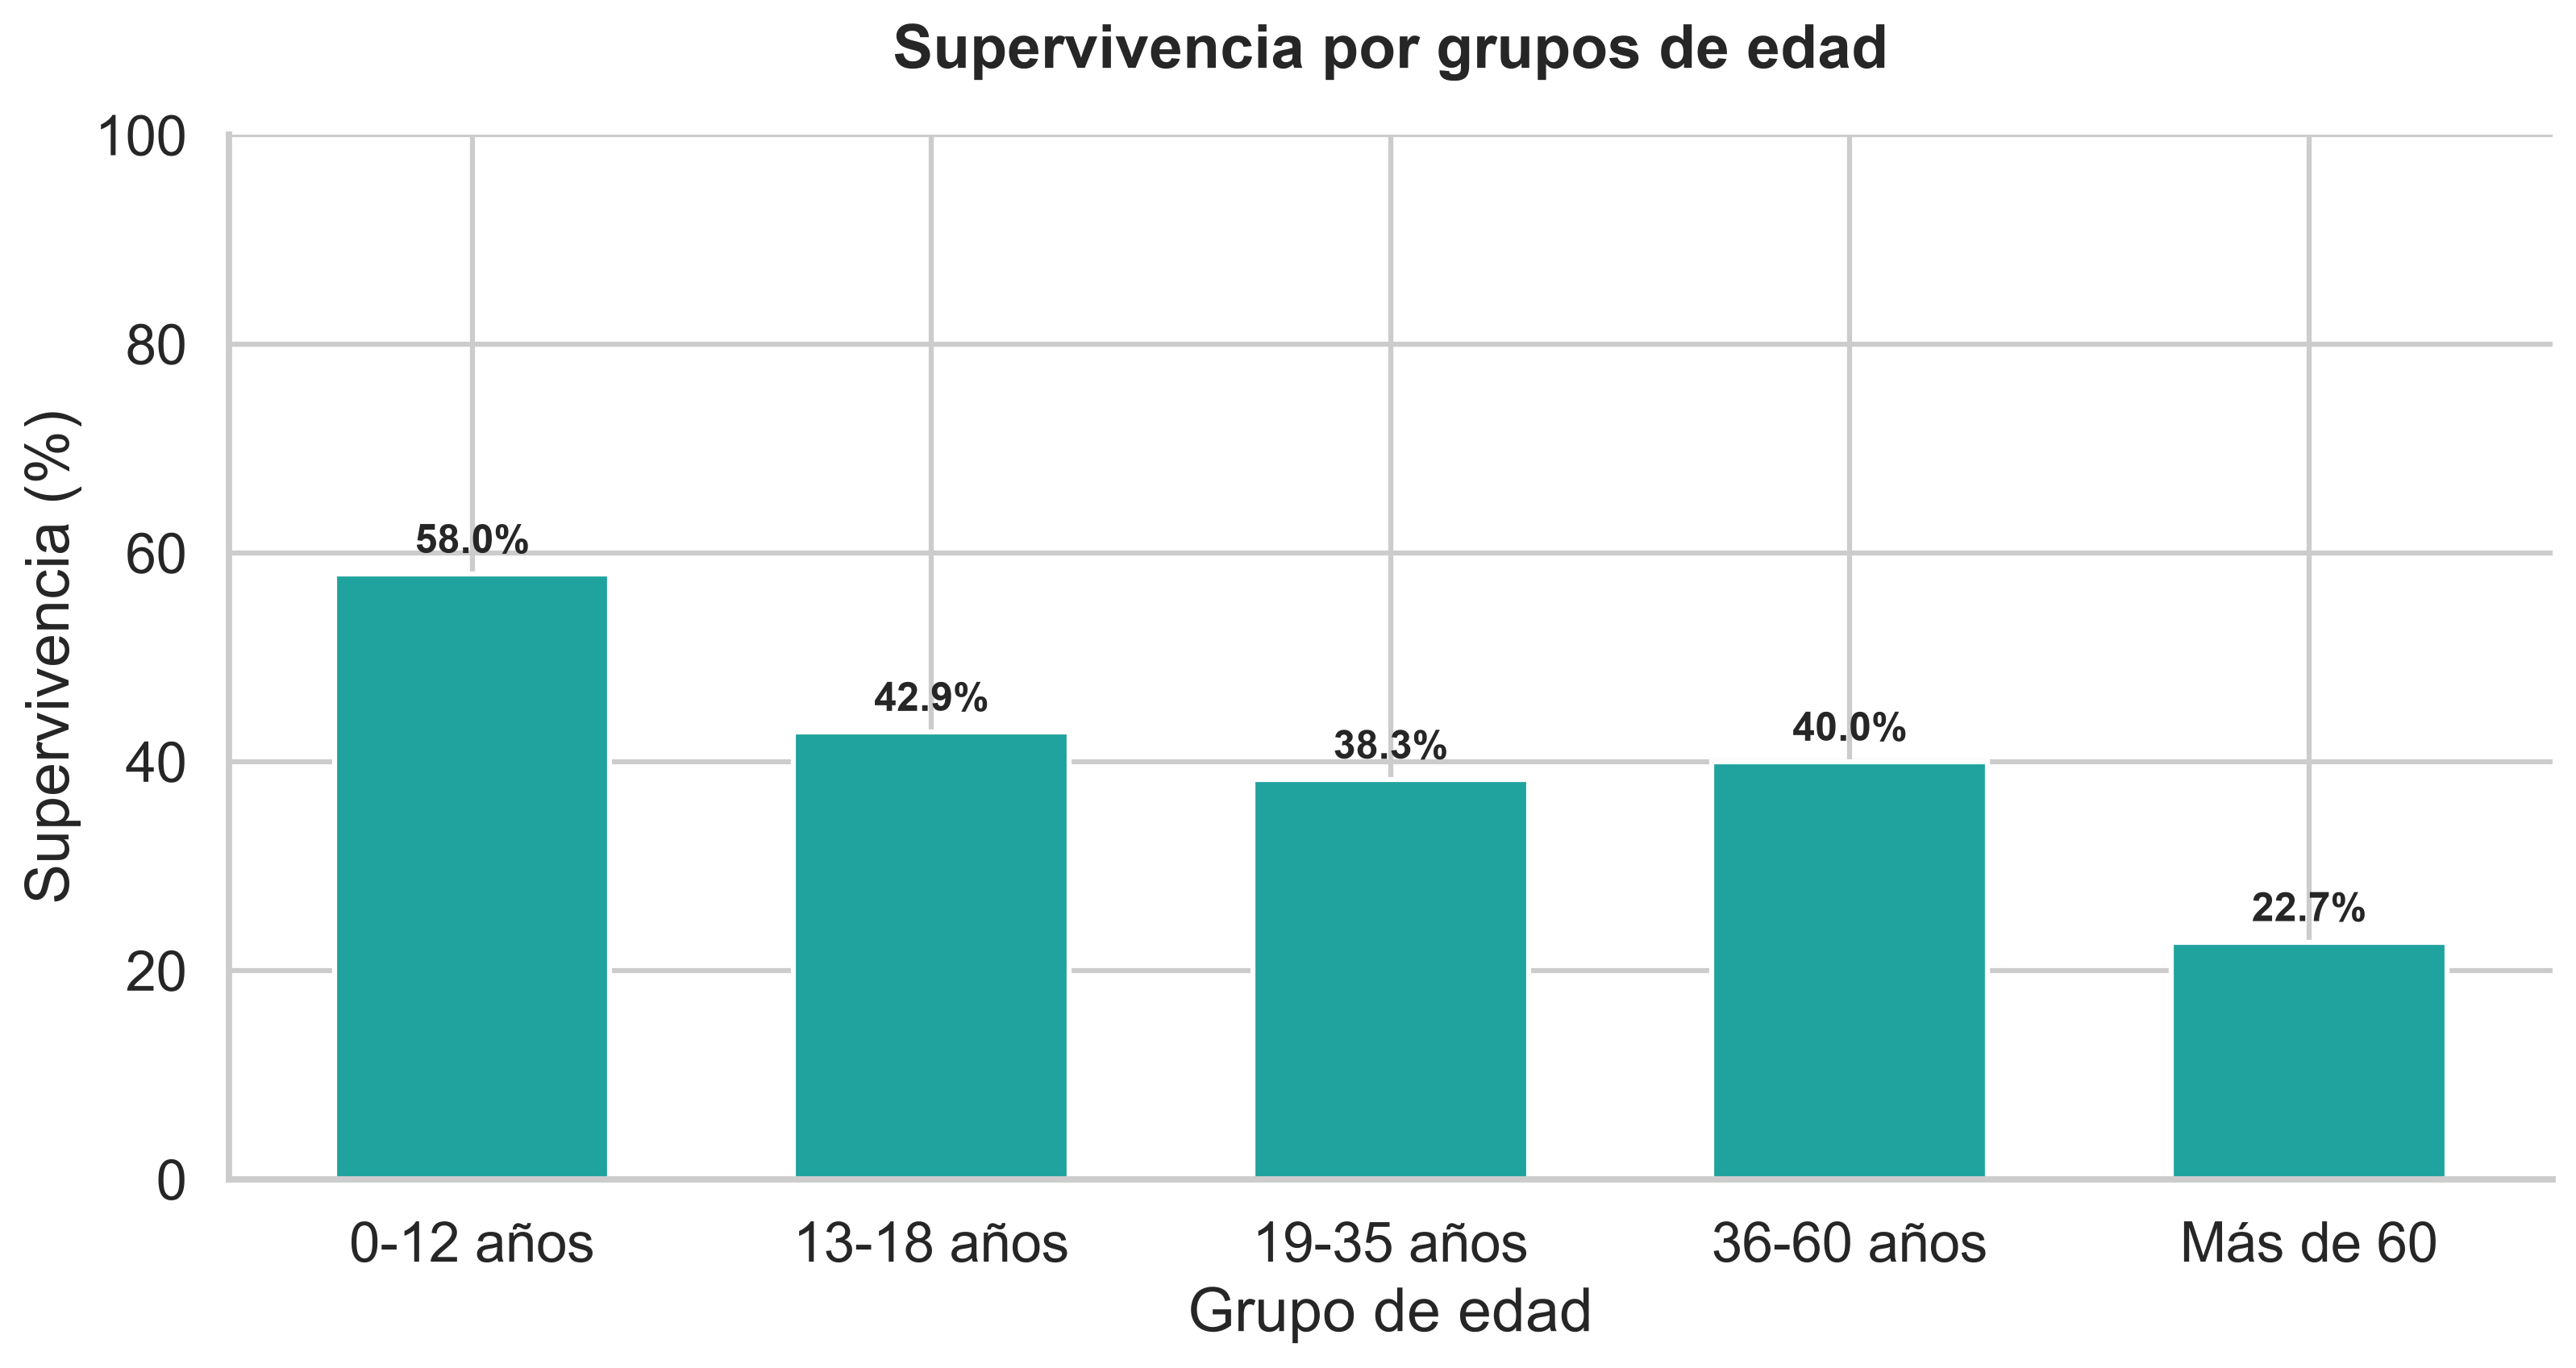 Supervivencia por grupos de edad
Supervivencia (%)
100
80
60
40
20
0
58.0%
42.9%
38.3%
40.0%
22.7%
0-12 años
13-18 años
19-35 años
36-60 años
Más de 60
Grupo de edad